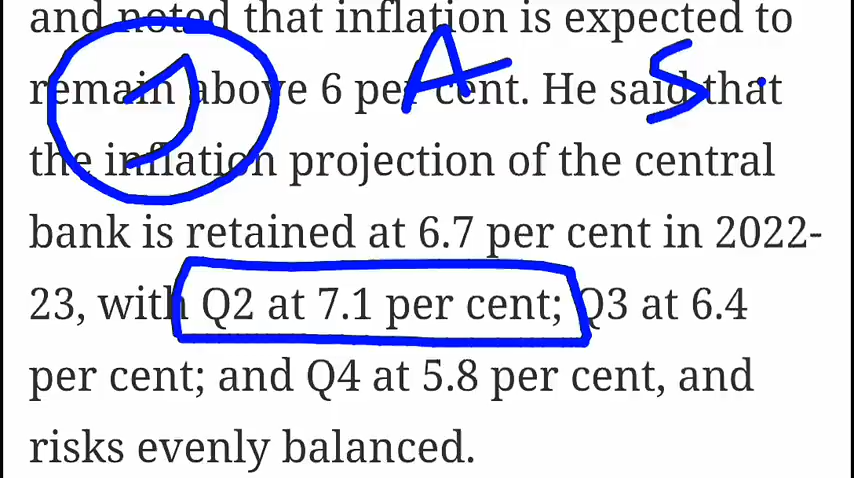 and noted that inflation is expected to
remain above 6 per cent. He said that
the inflation projection of the central
bank is retained at 6.7 per cent in 2022-
23, with Q2 at 7.1 per cent; Q3 at 6.4
per cent; and Q4 at 5.8 per cent, and
risks evenly balanced.
J A S